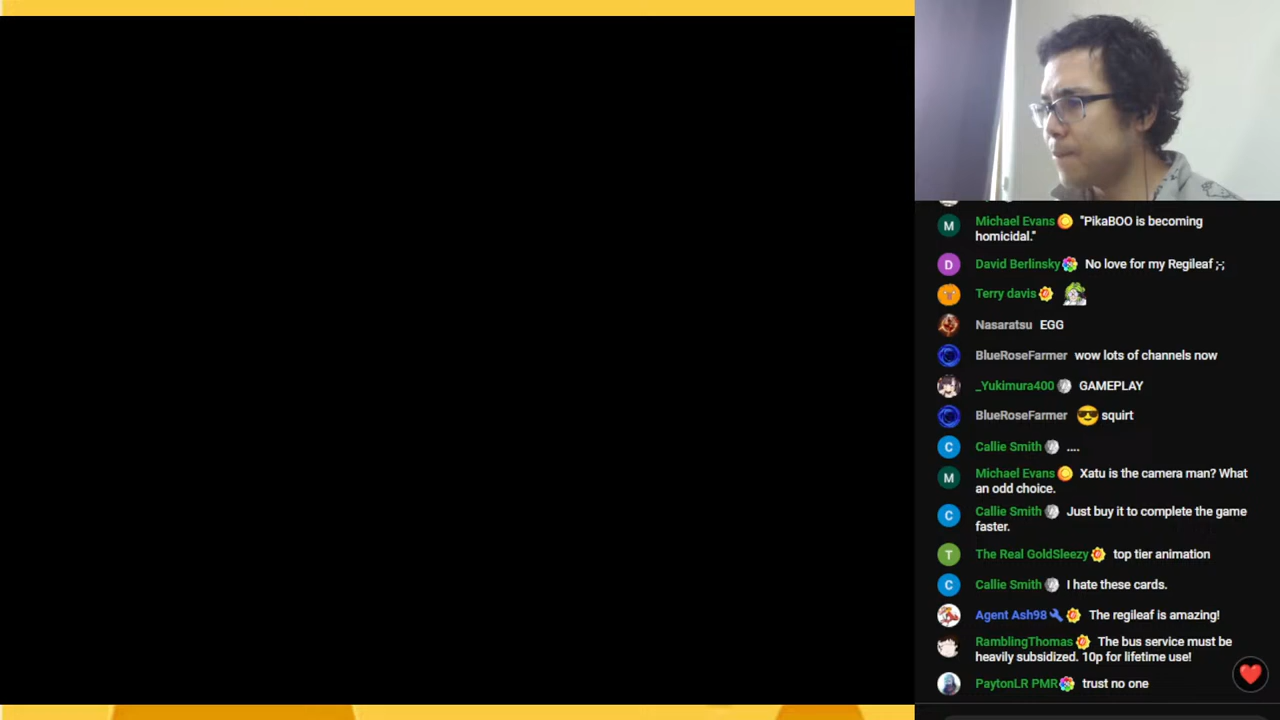 M
Michael Evans "PikaBOO is becoming
homicidal."
D
David Berlinsky No love for my Regileaf ;-;
Terry davis
Nasaratsu EGG
BlueRoseFarmer wow lots of channels now
_Yukimura400 GAMEPLAY
BlueRoseFarmer squirt
C
Callie Smith ....
M
Michael Evans Xatu is the camera man? What
an odd choice.
C
Callie Smith Just buy it to complete the game
faster.
T
The Real GoldSleezy top tier animation
C
Callie Smith I hate these cards.
Agent Ash98 The regileaf is amazing!
RamblingThomas The bus service must be
heavily subsidized. 10p for lifetime use!
PaytonLR PMR trust no one